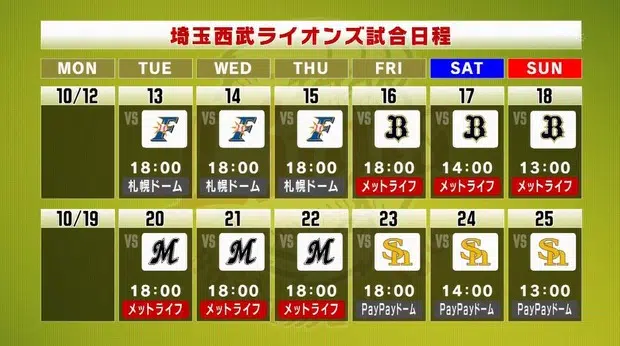 埼玉西武ライオンズ試合日程
MON TUE WED THU FRI SAT SUN
10/12 13 14 15 16 17 18
VS F VS F VS F VS B VS B VS B
18:00 18:00 18:00 18:00 14:00 13:00
札幌ドーム 札幌ドーム 札幌ドーム メットライフ メットライフ メットライフ
10/19 20 21 22 23 24 25
VS M VS M VS M VS Sh VS Sh VS Sh
18:00 18:00 18:00 18:00 14:00 13:00
メットライフ メットライフ メットライフ PayPayドーム PayPayドーム PayPayドーム